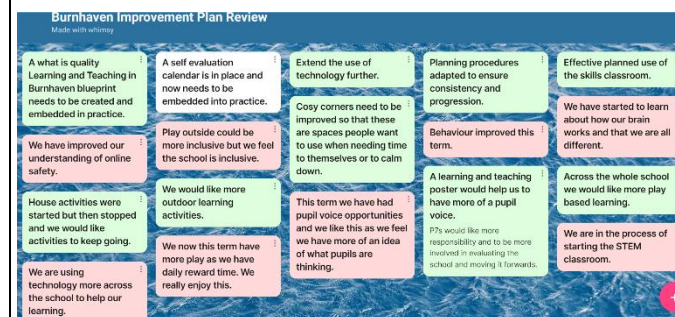 Burnhaven Improvement Plan Review
Made with whimsy
A what is quality
Learning and Teaching in
Burnhaven blueprint
needs to be created and
embedded in practice.
We have improved our
understanding of online
safety.
House activities were
started but then stopped
and we would like
activities to keep going.
We are using
technology more across
the school to help our
learning.
A self evaluation
calendar is in place and
now needs to be
embedded into practice.
Play outside could be
more inclusive but we feel
the school is inclusive.
We would like more
outdoor learning
activities.
We now this term have
more play as we have
daily reward time. We
really enjoy this.
Extend the use of
technology further.
Cosy corners need to be
improved so that these
are spaces people want
to use when needing time
to themselves or to calm
down.
This term we have had
pupil voice opportunities
and we like this as we feel
we have more of an idea
of what pupils are
thinking.
Planning procedures
adapted to ensure
consistency and
progression.
Behaviour improved this
term.
A learning and teaching
poster would help us to
have more of a pupil
voice.
P7s would like more
responsibility and to be more
involved in evaluating the
school and moving it forwards.
Effective planned use of
the skills classroom.
We have started to learn
about how our brain
works and that we are all
different.
Across the whole school
we would like more play
based learning.
We are in the process of
starting the STEM
classroom.